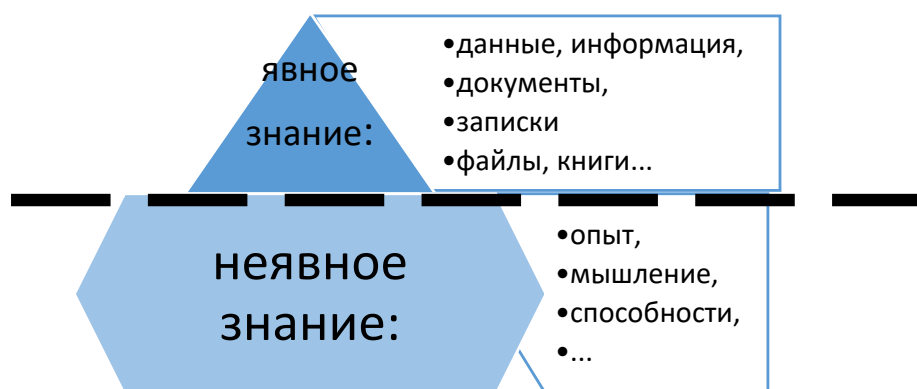 явное
знание:
•данные, информация,
•документы,
•записки
•файлы, книги...
неявное
знание:
•опыт,
•мышление,
•способности,
•...